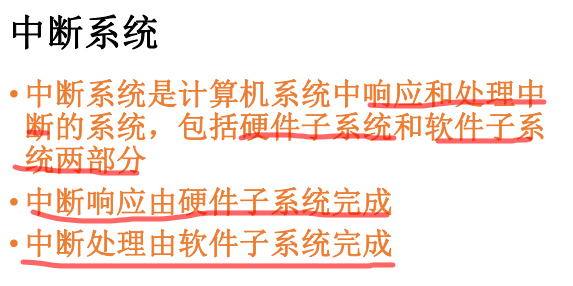 中断系统
•中断系统是计算机系统中响应和处理中
断的系统，包括硬件子系统和软件子系
统两部分
•中断响应由硬件子系统完成
•中断处理由软件子系统完成